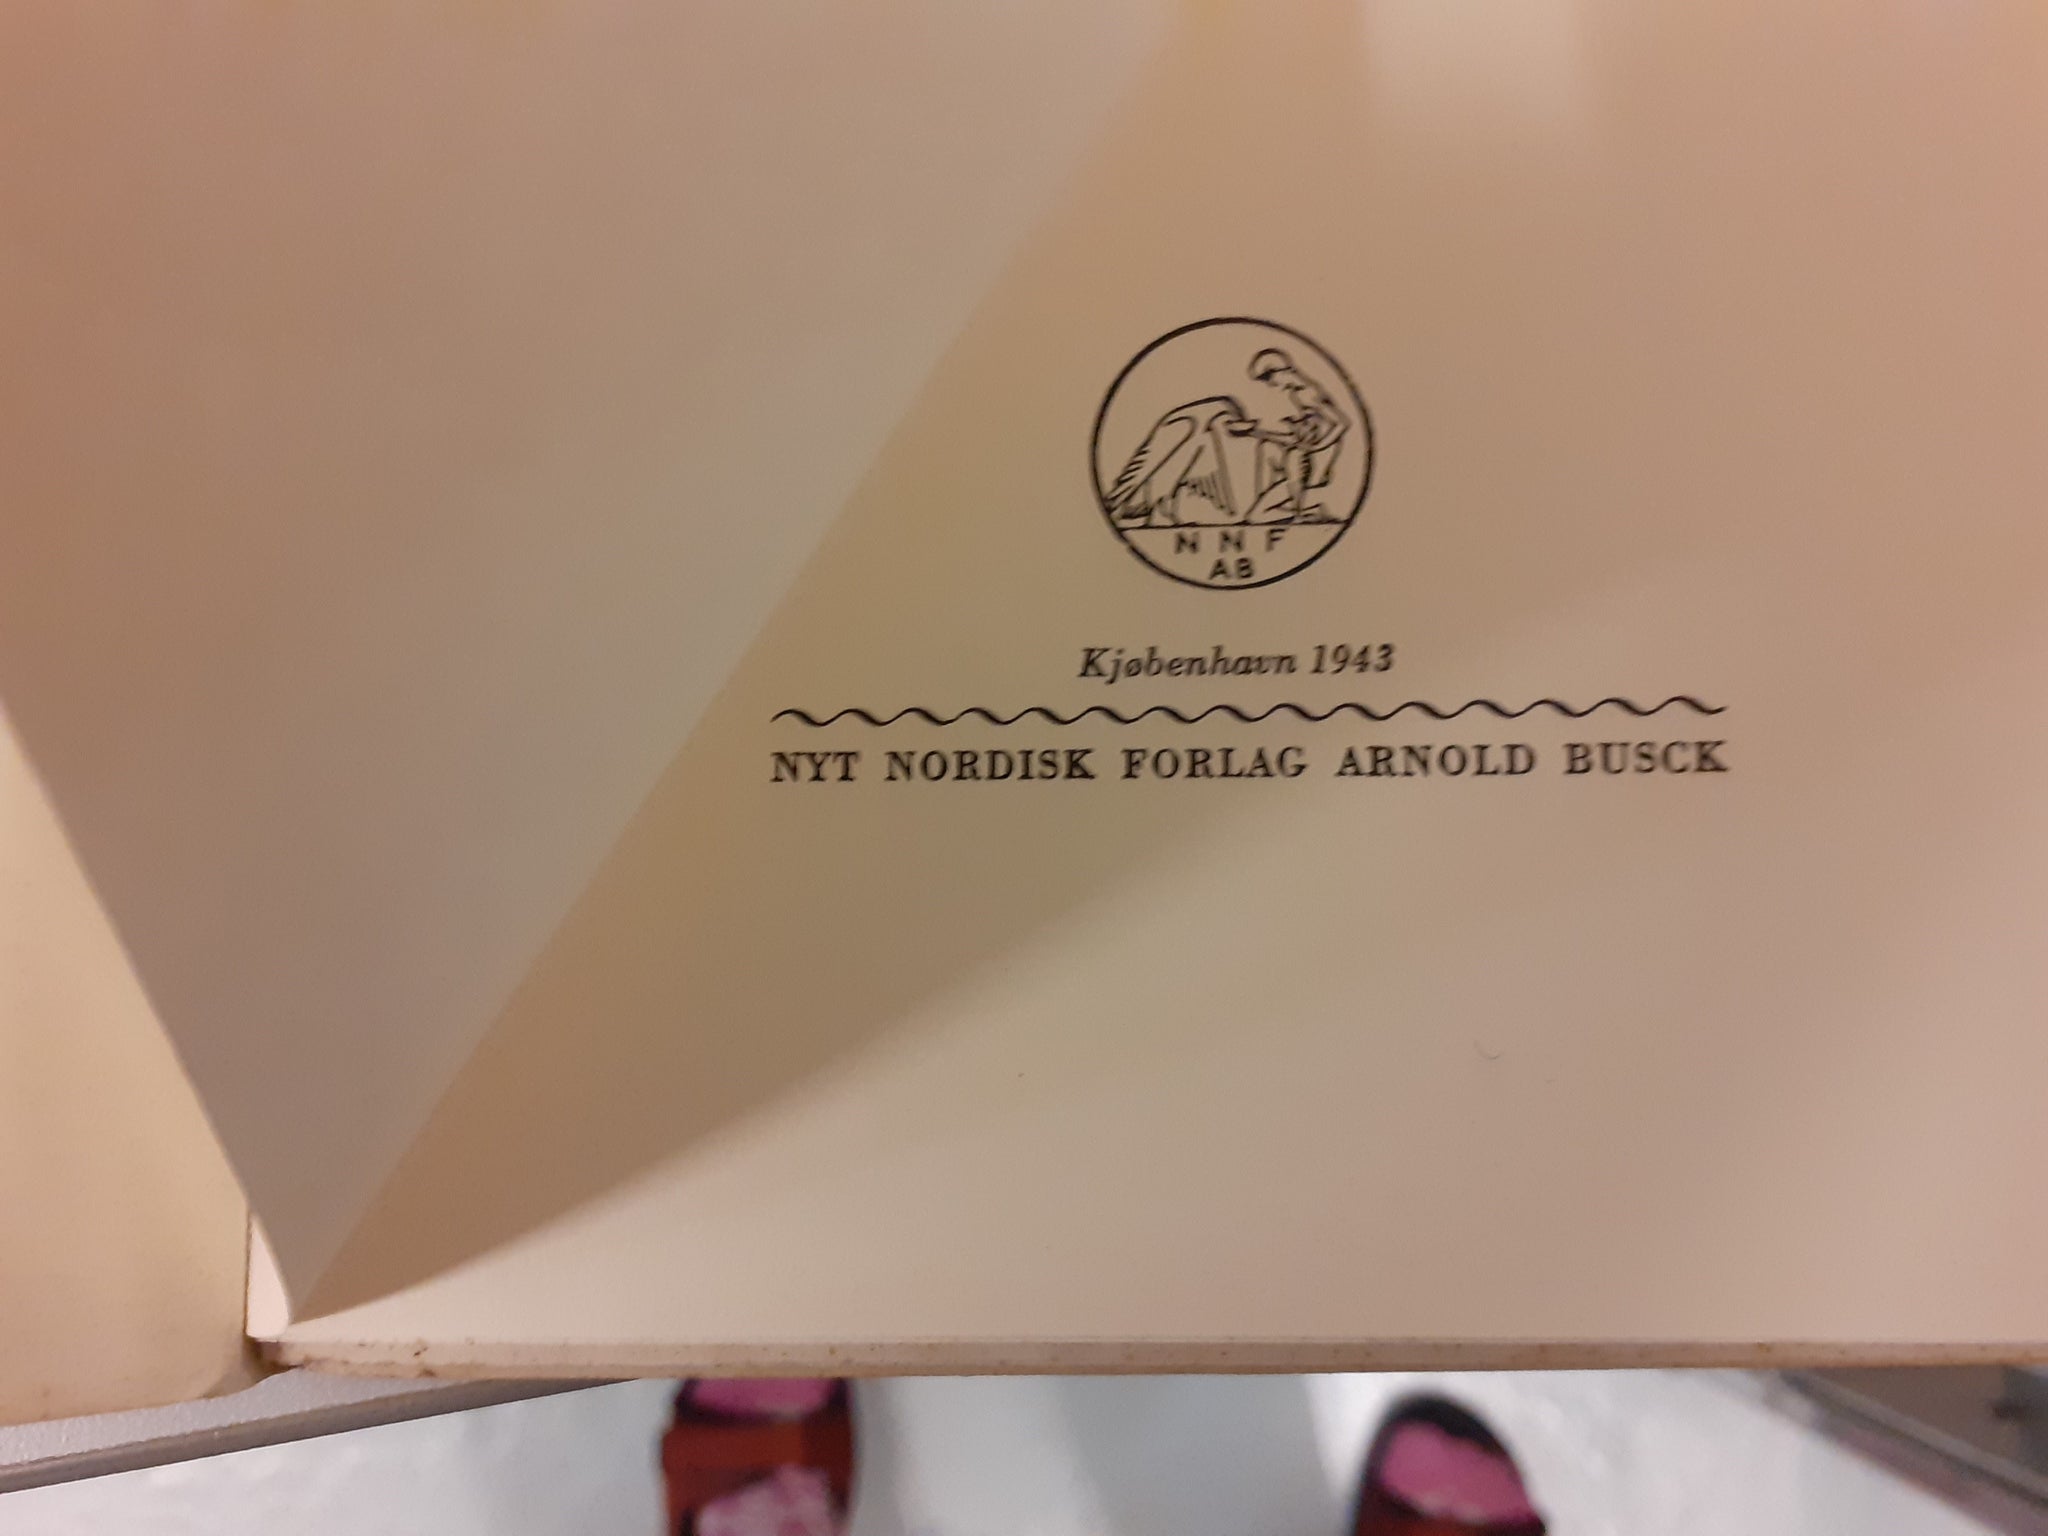 N N F
AB
Kjøbenhavn 1943
NYT NORDISK FORLAG ARNOLD BUSCK